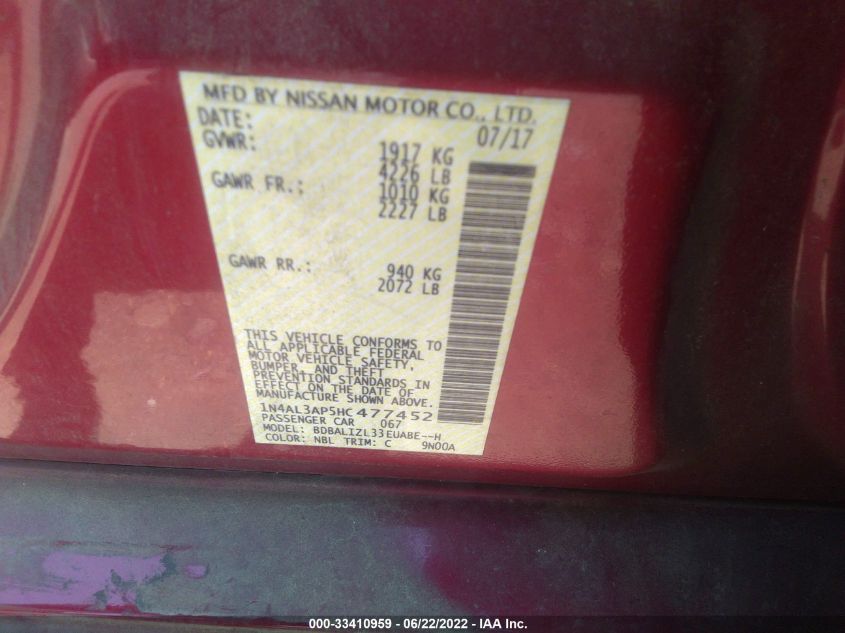 MFD BY NISSAN MOTOR CO., LTD.
DATE: 07/17
GVWR: 1917 KG
4226 LB
GAWR FR.: 1010 KG
2227 LB
GAWR RR.: 940 KG
2072 LB
THIS VEHICLE CONFORMS TO
ALL APPLICABLE FEDERAL
MOTOR VEHICLE SAFETY,
BUMPER, AND THEFT
PREVENTION STANDARDS IN
EFFECT ON THE DATE OF
MANUFACTURE SHOWN ABOVE.
1N4AL3AP5HC477452
PASSENGER CAR 067
MODEL: BDBALIZL33EUABE--H
COLOR: NBL TRIM: C 9N00A
000-33410959 - 06/22/2022 - IAA Inc.